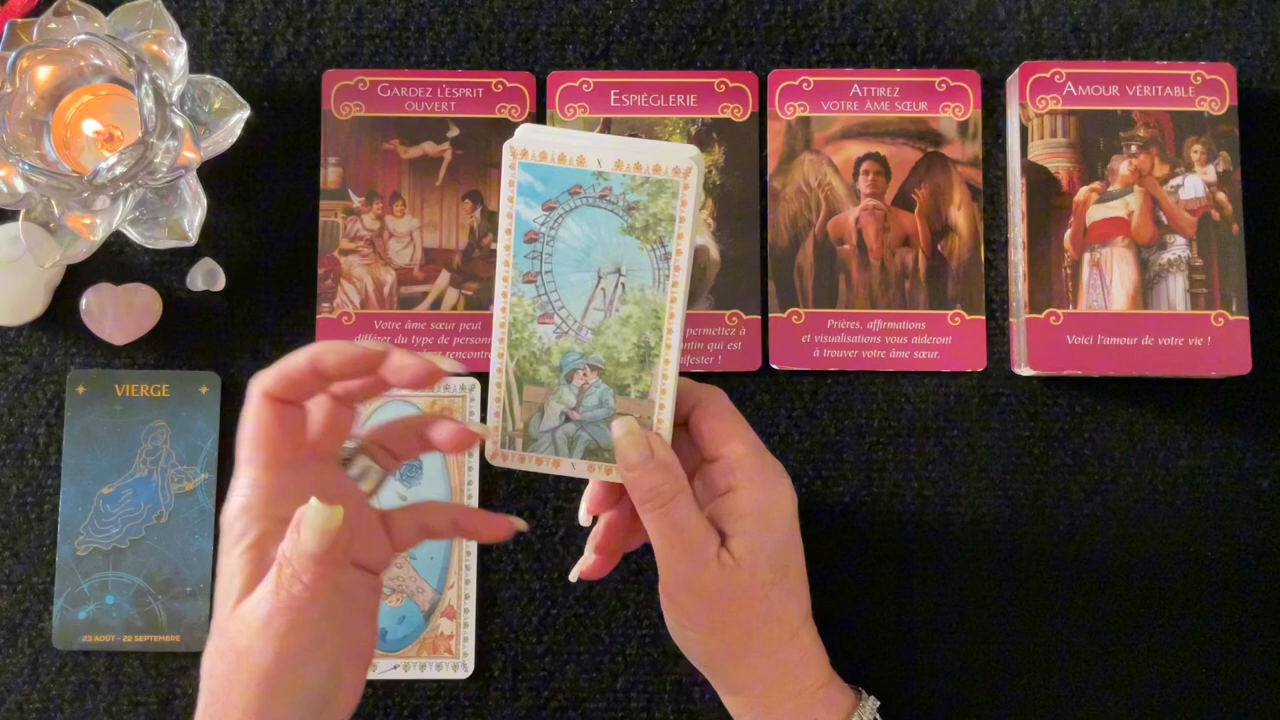 GARDEZ L'ESPRIT
OUVERT
Votre âme sœur peut
différer du type de personn
rencontr
ESPIÈGLERIE
permettez à
ntin qui est
nifester !
ATTIREZ
VOTRE ÂME SŒUR
Prières, affirmations
et visualisations vous aideront
à trouver votre âme sœur.
AMOUR VÉRITABLE
Voici l'amour de votre vie !
X
X
VIERGE
23 AOÛT - 22 SEPTEMBRE